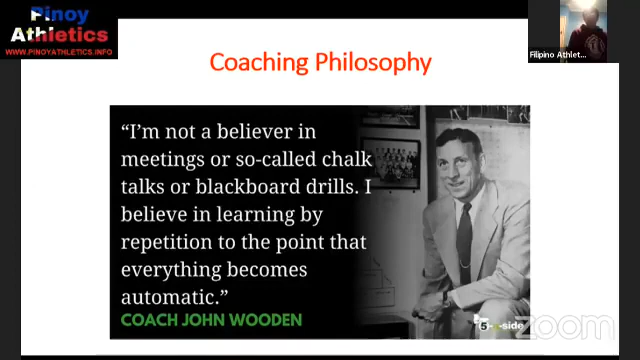 Pinoy
Athletics
WWW.PINOYATHLETICS.INFO
Filipino Athlet...
Coaching Philosophy
“I’m not a believer in
meetings or so-called chalk
talks or blackboard drills. I
believe in learning by
repetition to the point that
everything becomes
automatic.”
COACH JOHN WOODEN
zoom